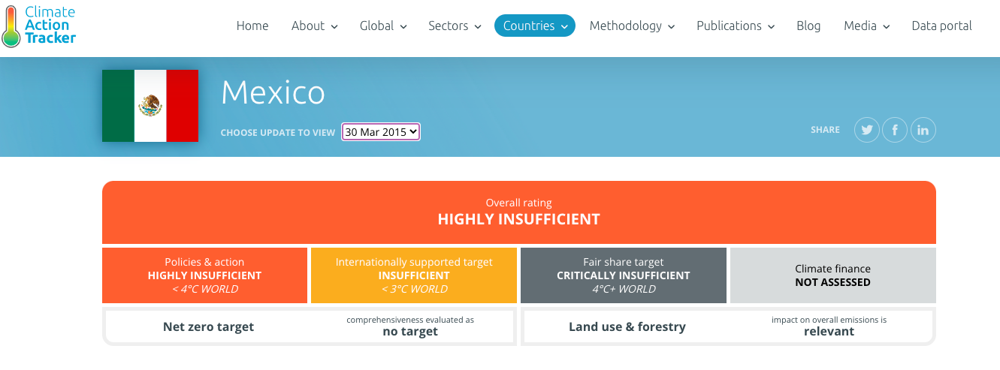 Climate
Action
Tracker
Home About Global Sectors Countries Methodology Publications Blog Media Data portal
Mexico
CHOOSE UPDATE TO VIEW 30 Mar 2015
SHARE
Overall rating
HIGHLY INSUFFICIENT
Policies & action
HIGHLY INSUFFICIENT
< 4°C WORLD
Internationally supported target
INSUFFICIENT
< 3°C WORLD
Fair share target
CRITICALLY INSUFFICIENT
4°C+ WORLD
Climate finance
NOT ASSESSED
Net zero target
comprehensiveness evaluated as
no target
Land use & forestry
impact on overall emissions is
relevant